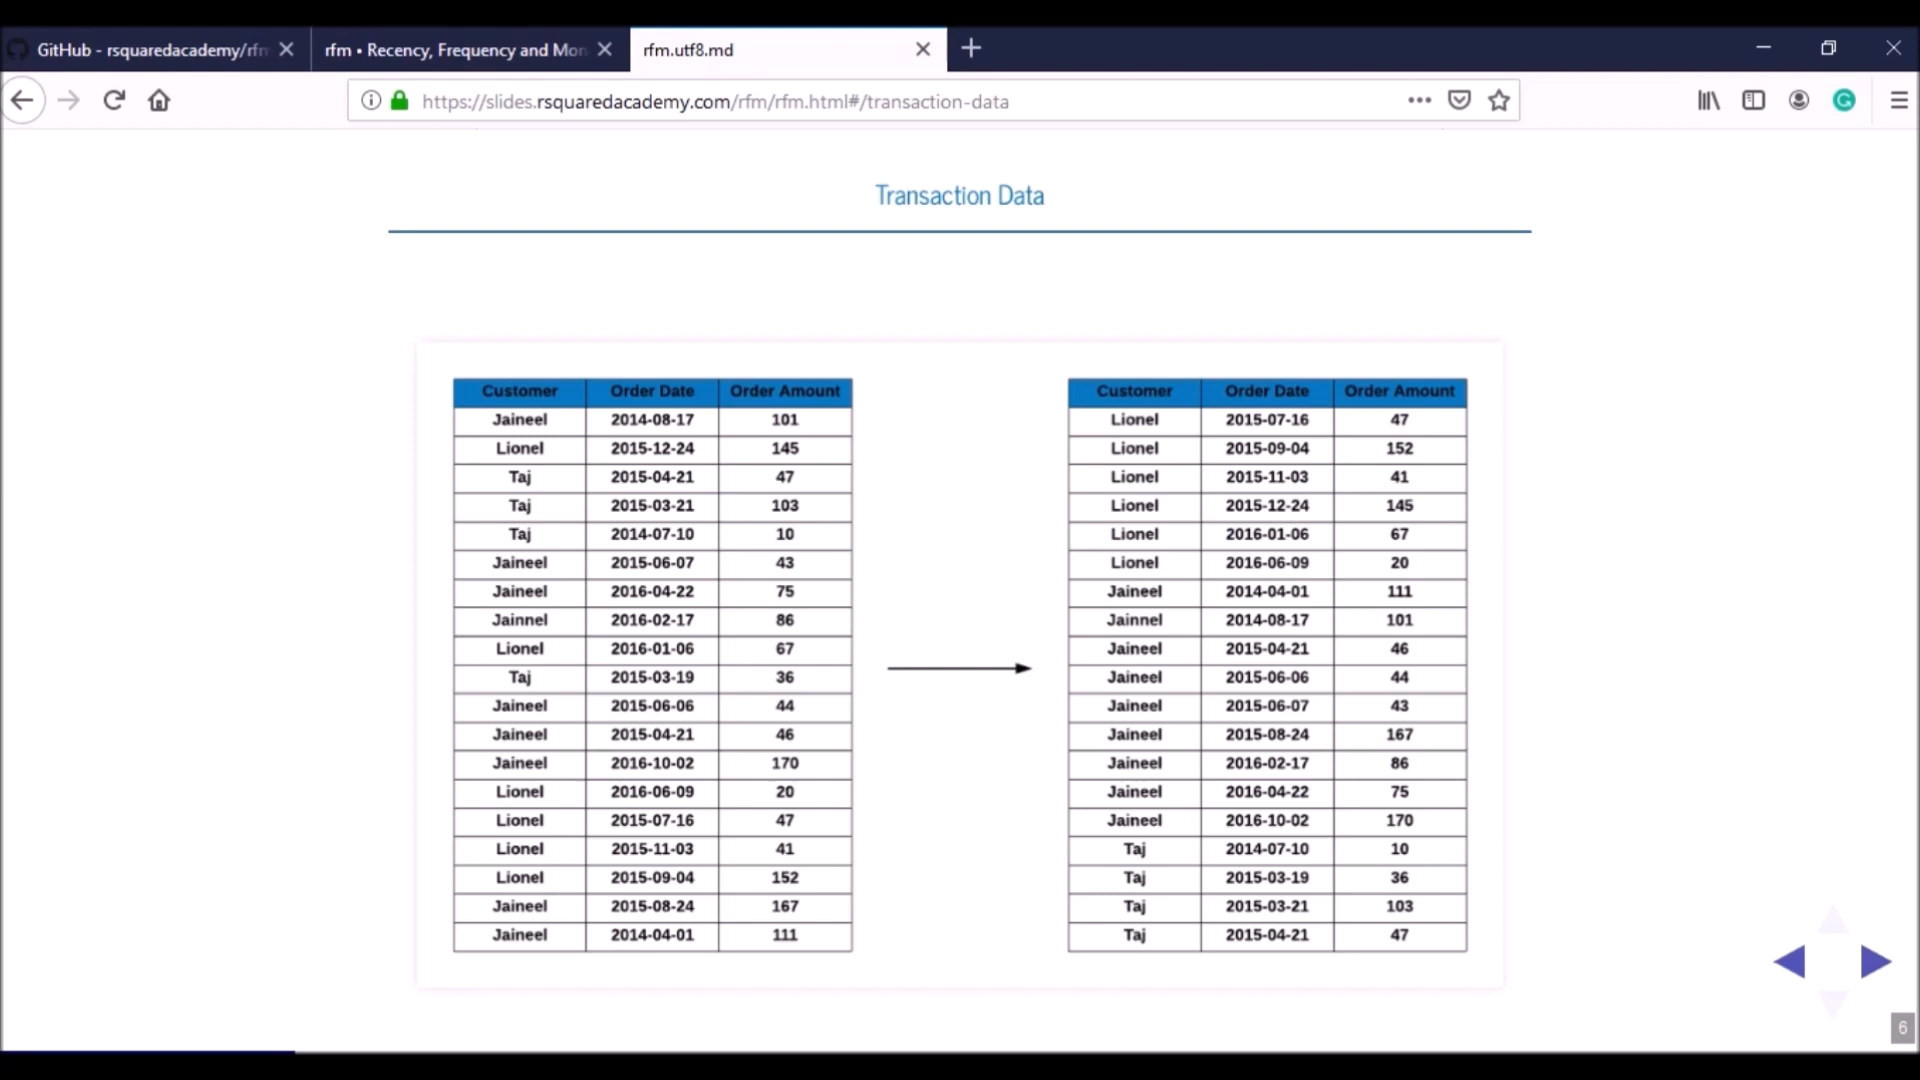 GitHub - rsquaredacademy/rfm
rfm • Recency, Frequency and Mon
rfm.utf8.md
https://slides.rsquaredacademy.com/rfm/rfm.html#/transaction-data
Transaction Data
Customer Order Date Order Amount
Jaineel 2014-08-17 101
Lionel 2015-12-24 145
Taj 2015-04-21 47
Taj 2015-03-21 103
Taj 2014-07-10 10
Jaineel 2015-06-07 43
Jaineel 2016-04-22 75
Jainnel 2016-02-17 86
Lionel 2016-01-06 67
Taj 2015-03-19 36
Jaineel 2015-06-06 44
Jaineel 2015-04-21 46
Jaineel 2016-10-02 170
Lionel 2016-06-09 20
Lionel 2015-07-16 47
Lionel 2015-11-03 41
Lionel 2015-09-04 152
Jaineel 2015-08-24 167
Jaineel 2014-04-01 111
Customer Order Date Order Amount
Lionel 2015-07-16 47
Lionel 2015-09-04 152
Lionel 2015-11-03 41
Lionel 2015-12-24 145
Lionel 2016-01-06 67
Lionel 2016-06-09 20
Jaineel 2014-04-01 111
Jainnel 2014-08-17 101
Jaineel 2015-04-21 46
Jaineel 2015-06-06 44
Jaineel 2015-06-07 43
Jaineel 2015-08-24 167
Jaineel 2016-02-17 86
Jaineel 2016-04-22 75
Jaineel 2016-10-02 170
Taj 2014-07-10 10
Taj 2015-03-19 36
Taj 2015-03-21 103
Taj 2015-04-21 47
6